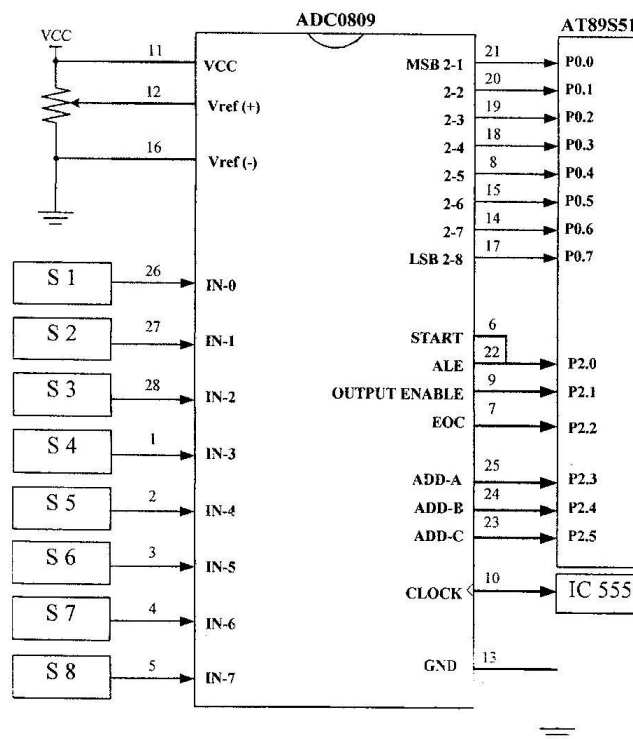 ADC0809
AT89S51
VCC
11
VCC
12
Vref (+)
16
Vref (-)
S 1
26
IN-0
S 2
27
IN-1
S 3
28
IN-2
S 4
1
IN-3
S 5
2
IN-4
S 6
3
IN-5
S 7
4
IN-6
S 8
5
IN-7
MSB 2-1
21
P0.0
2-2
20
P0.1
2-3
19
P0.2
2-4
18
P0.3
2-5
8
P0.4
2-6
15
P0.5
2-7
14
P0.6
LSB 2-8
17
P0.7
START
6
ALE
22
P2.0
OUTPUT ENABLE
9
P2.1
EOC
7
P2.2
ADD-A
25
P2.3
ADD-B
24
P2.4
ADD-C
23
P2.5
CLOCK
10
IC 555
GND
13